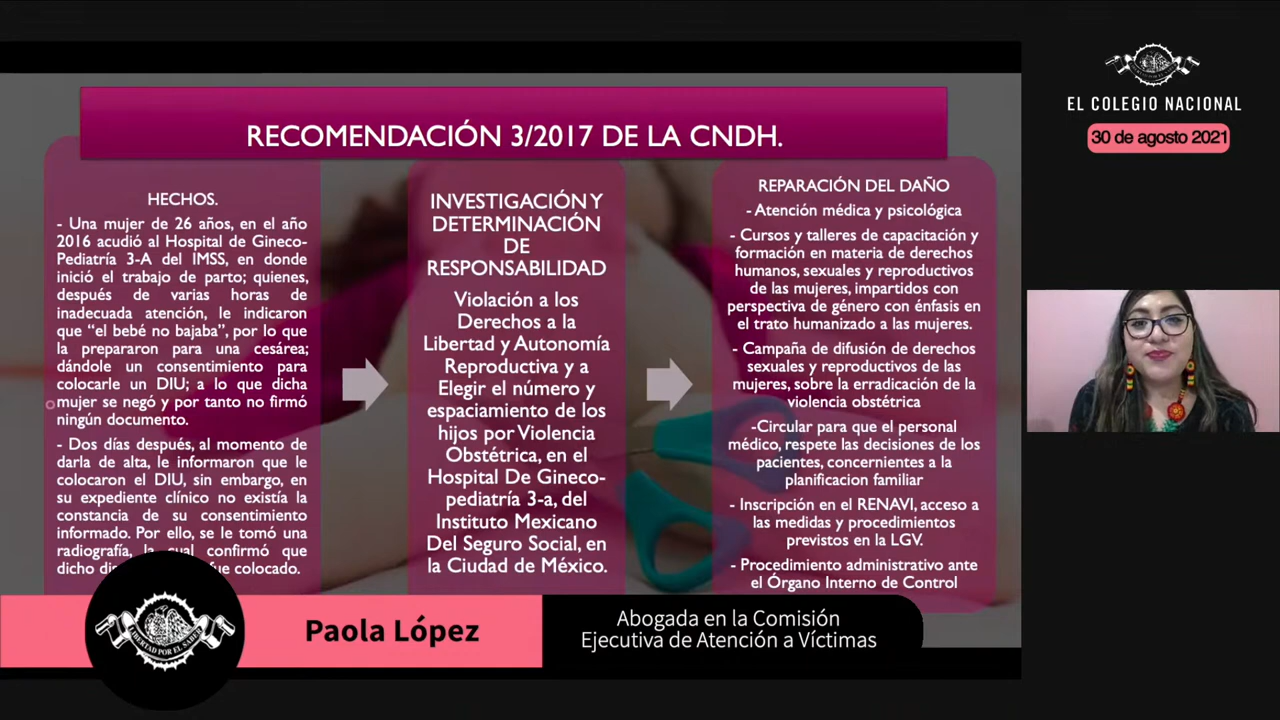 RECOMENDACIÓN 3/2017 DE LA CNDH.
HECHOS.
- Una mujer de 26 años, en el año
2016 acudió al Hospital de Gineco-
Pediatría 3-A del IMSS, en donde
inició el trabajo de parto; quienes,
después de varias horas de
inadecuada atención, le indicaron
que “el bebé no bajaba”, por lo que
la prepararon para una cesárea;
dándole un consentimiento para
colocarle un DIU; a lo que dicha
mujer se negó y por tanto no firmó
ningún documento.
- Dos días después, al momento de
darla de alta, le informaron que le
colocaron el DIU, sin embargo, en
su expediente clínico no existía la
constancia de su consentimiento
informado. Por ello, se le tomó una
radiografía, la cual confirmó que
dicho fue colocado.
INVESTIGACIÓN Y
DETERMINACIÓN
DE
RESPONSABILIDAD
Violación a los
Derechos a la
Libertad y Autonomía
Reproductiva y a
Elegir el número y
espaciamiento de los
hijos por Violencia
Obstétrica, en el
Hospital De Gineco-
pediatría 3-a, del
Instituto Mexicano
Del Seguro Social, en
la Ciudad de México.
REPARACIÓN DEL DAÑO
- Atención médica y psicológica
- Cursos y talleres de capacitación y
formación en materia de derechos
humanos, sexuales y reproductivos
de las mujeres, impartidos con
perspectiva de género con énfasis en
el trato humanizado a las mujeres.
- Campaña de difusión de derechos
sexuales y reproductivos de las
mujeres, sobre la erradicación de la
violencia obstétrica
-Circular para que el personal
médico, respete las decisiones de los
pacientes, concernientes a la
planificacion familiar
- Inscripción en el RENAVI, acceso a
las medidas y procedimientos
previstos en la LGV.
- Procedimiento administrativo ante
el Órgano Interno de Control
EL COLEGIO NACIONAL
30 de agosto 2021
LIBERTAD POR EL SABER
Paola López
Abogada en la Comisión
Ejecutiva de Atención a Víctimas